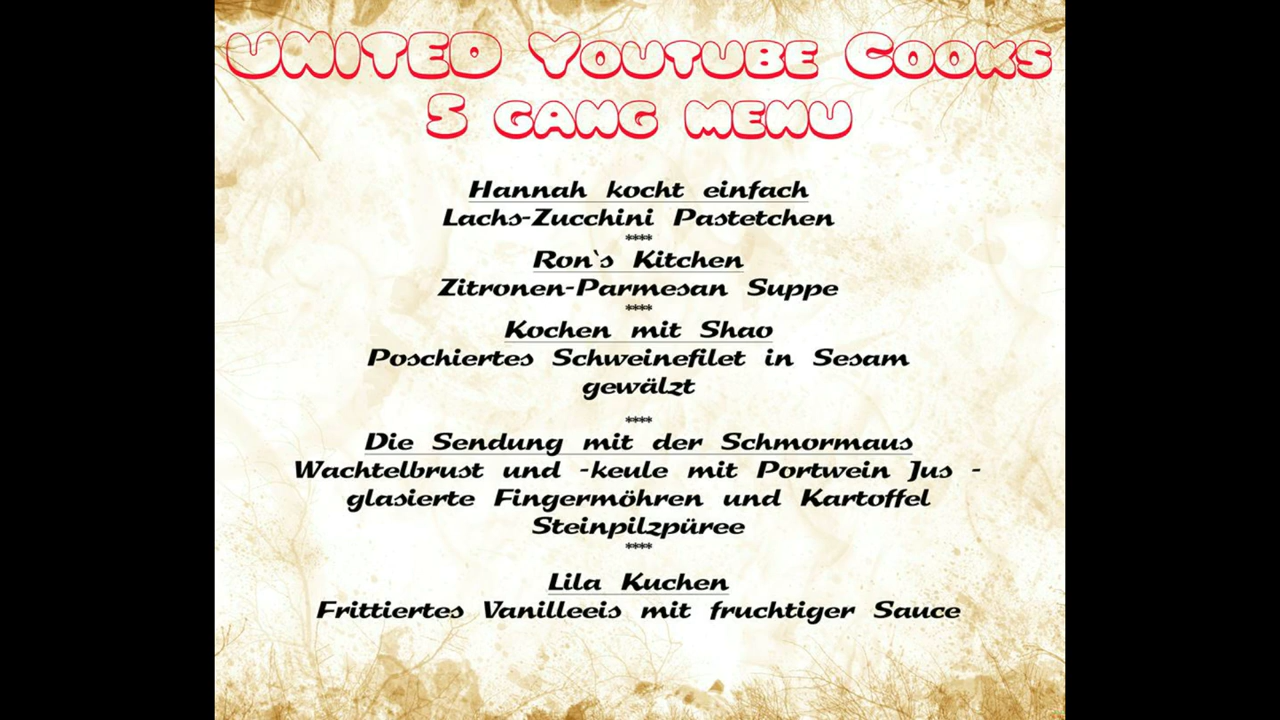 UNITED YOUTUBE COOKS
5 GANG MENU
Hannah kocht einfach
Lachs-Zucchini Pastetchen
****
Ron`s Kitchen
Zitronen-Parmesan Suppe
****
Kochen mit Shao
Poschiertes Schweinefilet in Sesam
gewälzt
****
Die Sendung mit der Schmormaus
Wachtelbrust und -keule mit Portwein Jus -
glasierte Fingermöhren und Kartoffel
Steinpilzpüree
****
Lila Kuchen
Frittiertes Vanilleeis mit fruchtiger Sauce